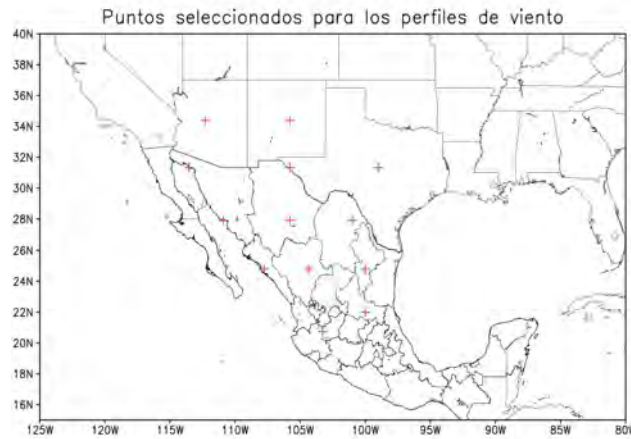 Puntos seleccionados para los perfiles de viento
40N
38N
36N
34N
32N
30N
28N
26N
24N
22N
20N
18N
16N
125W 120W 115W 110W 105W 100W 95W 90W 85W 80W